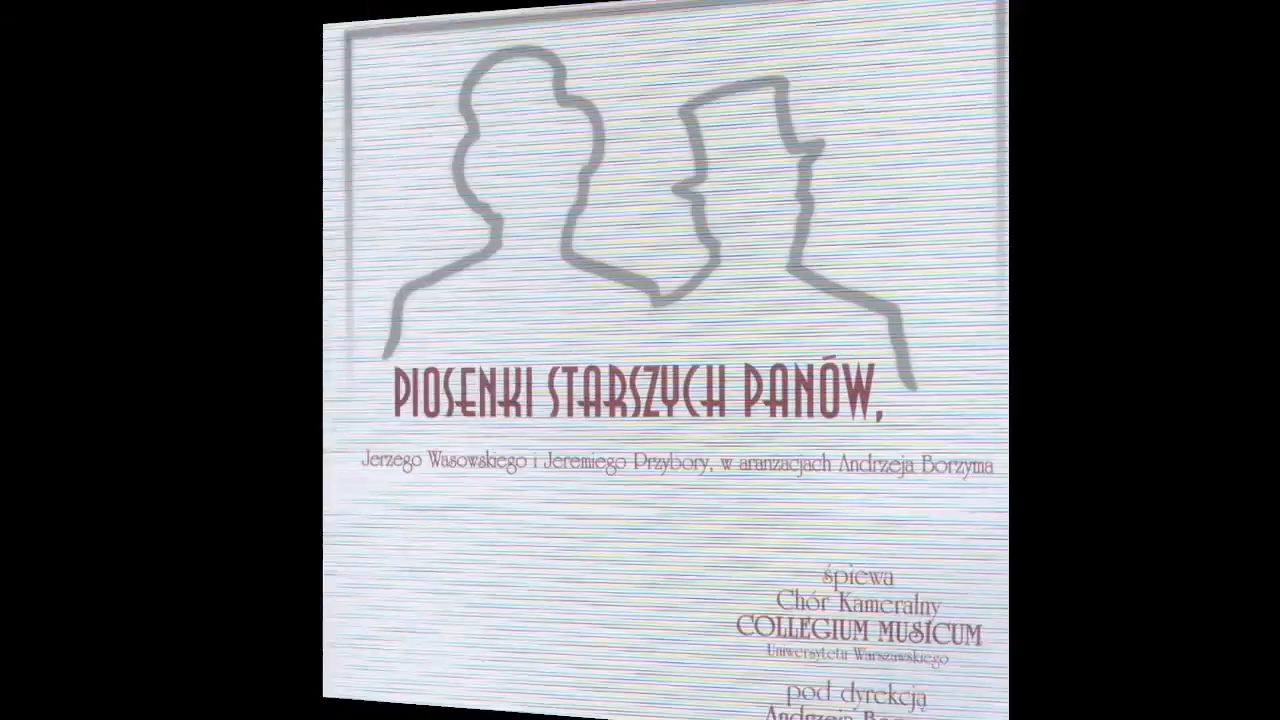 PIOSENKI STARSZYCH PANÓW,
Jerzego Wasowskiego i Jeremiego Przybory, w aranżacjach Andrzeja Borzyma
śpiewa
Chór Kameralny
COLLEGIUM MUSICUM
Uniwersytetu Warszawskiego
pod dyrekcją
Andrzeja